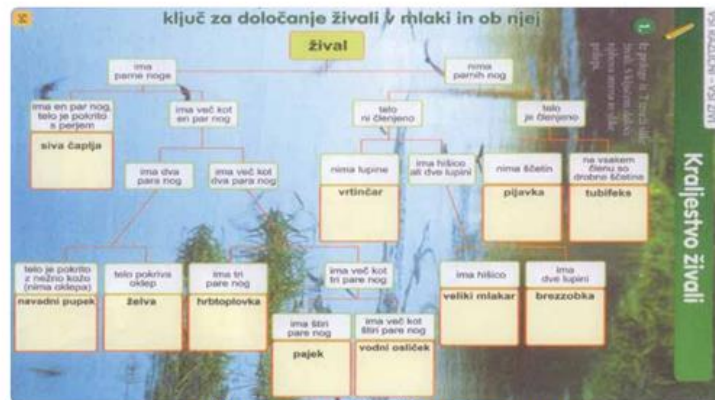 ključ za določanje živali v mlaki in ob njej
žival
ima
parne noge
nima
parnih nog
ima en par nog,
telo je pokrito
s perjem
siva čaplja
ima več kot
en par nog
telo
ni členjeno
telo
je členjeno
ima dva
para nog
ima več kot
dva para nog
nima lupine
vrtinčar
ima hišico
ali dve lupini
nima ščetin
pijavka
na vsakem
členu so
drobne ščetine
tubifeks
telo je pokrito
z nežno kožo
(nima oklepa)
navadni pupek
telo pokriva
oklep
želva
ima tri
pare nog
hrbtoplovka
ima več kot
tri pare nog
ima hišico
veliki mlakar
ima
dve lupini
brezzobka
ima štiri
pare nog
pajek
ima več kot
štiri pare nog
vodni osliček
1.
Kraljestvo živali